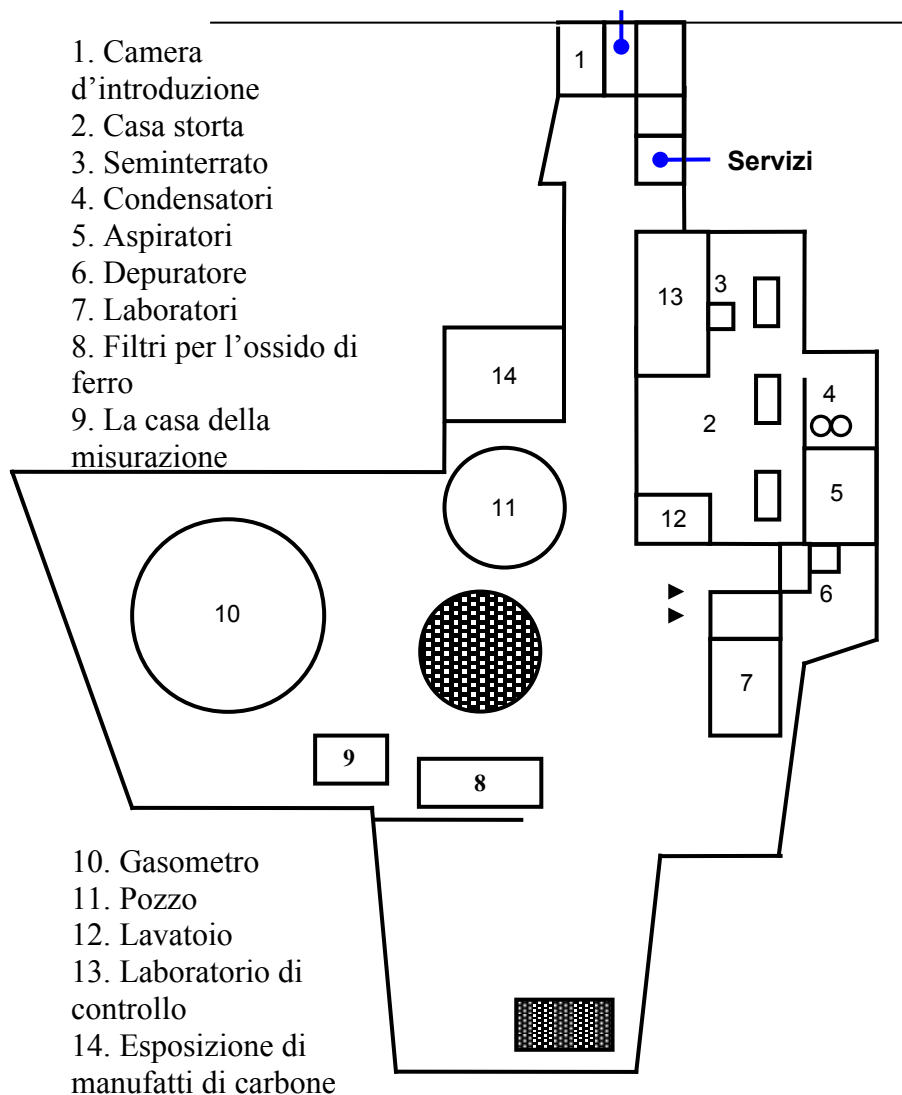 1. Camera
d’introduzione
2. Casa storta
3. Seminterrato
4. Condensatori
5. Aspiratori
6. Depuratore
7. Laboratori
8. Filtri per l’ossido di
ferro
9. La casa della
misurazione
10. Gasometro
11. Pozzo
12. Lavatoio
13. Laboratorio di
controllo
14. Esposizione di
manufatti di carbone
1
Servizi
13
3
14
2
4
11
12
5
10
6
7
9
8